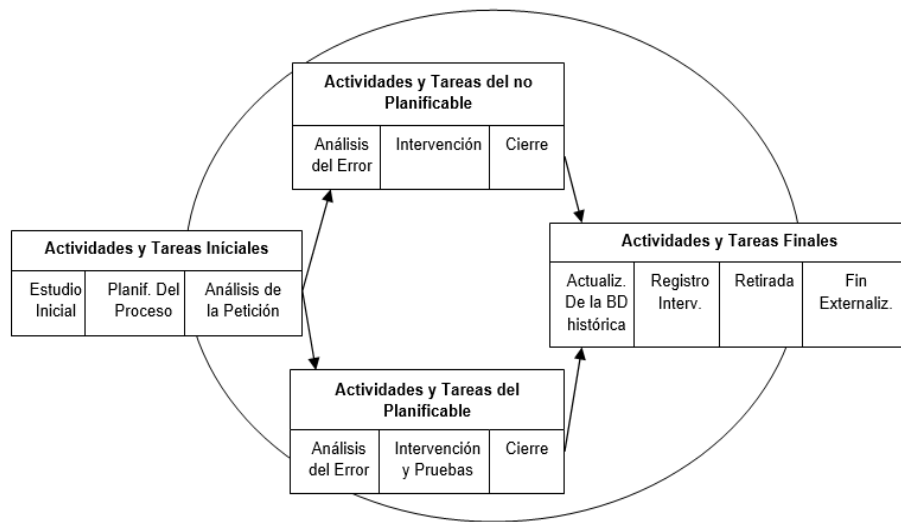 Actividades y Tareas del no
Planificable
Análisis
del Error
Intervención
Cierre
Actividades y Tareas Iníciales
Estudio
Inicial
Planif. Del
Proceso
Análisis de
la Petición
Actividades y Tareas Finales
Actualiz.
De la BD
histórica
Registro
Interv.
Retirada
Fin
Externaliz.
Actividades y Tareas del
Planificable
Análisis
del Error
Intervención
y Pruebas
Cierre